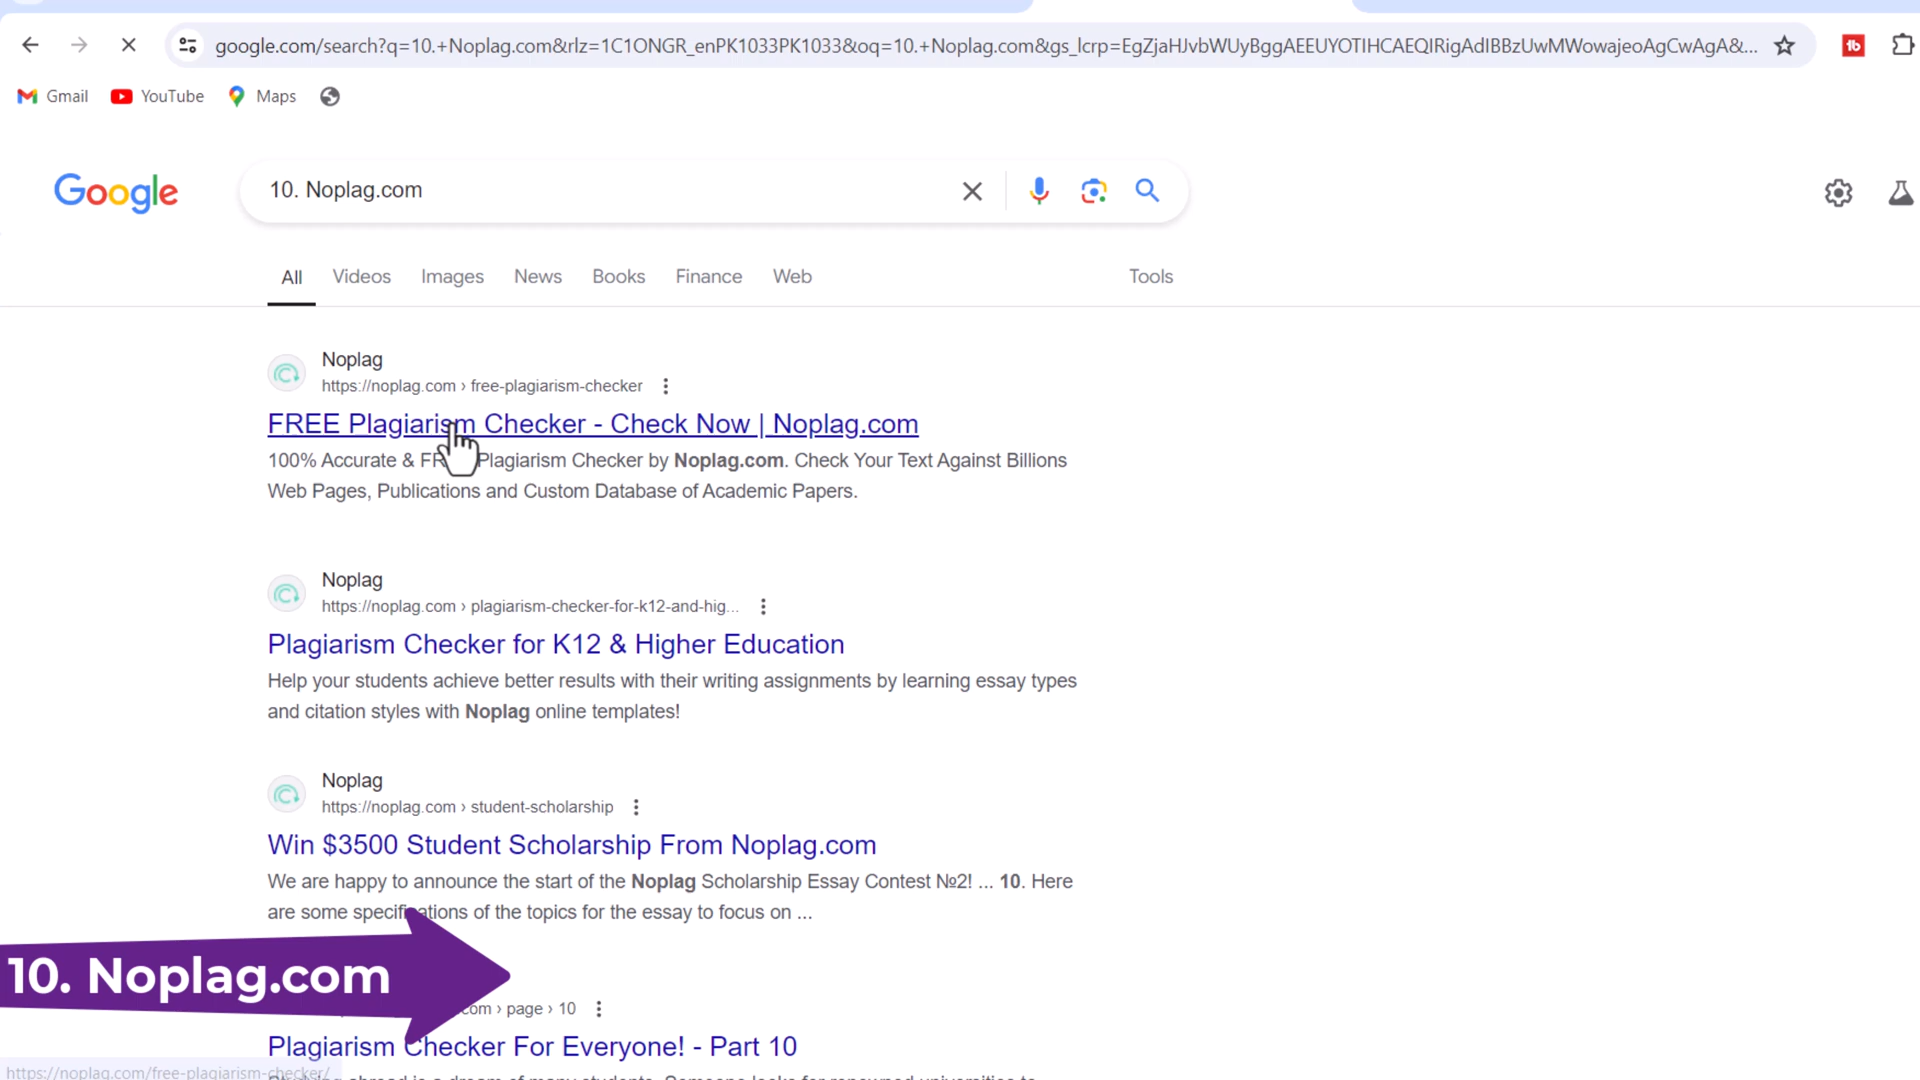 google.com/search?q=10.+Noplag.com&rlz=1C1ONGR_enPK1033PK1033&oq=10.+Noplag.com&gs_lcrp=EgZjaHJvbWUyBggAEEUYOTIHCAEQIRigAdIBBzUwMWowajeoAgCwAgA&...
Gmail YouTube Maps
Google 10. Noplag.com
All Videos Images News Books Finance Web Tools
Noplag
https://noplag.com › free-plagiarism-checker
FREE Plagiarism Checker - Check Now | Noplag.com
100% Accurate & Plagiarism Checker by Noplag.com. Check Your Text Against Billions
Web Pages, Publications and Custom Database of Academic Papers.
Noplag
https://noplag.com › plagiarism-checker-for-k12-and-hig...
Plagiarism Checker for K12 & Higher Education
Help your students achieve better results with their writing assignments by learning essay types
and citation styles with Noplag online templates!
Noplag
https://noplag.com › student-scholarship
Win $3500 Student Scholarship From Noplag.com
We are happy to announce the start of the Noplag Scholarship Essay Contest №2! ... 10. Here
are some specifications of the topics for the essay to focus on ...
10. Noplag.com
com › page › 10
Plagiarism Checker For Everyone! - Part 10
https://noplag.com/free-plagiarism-checker/